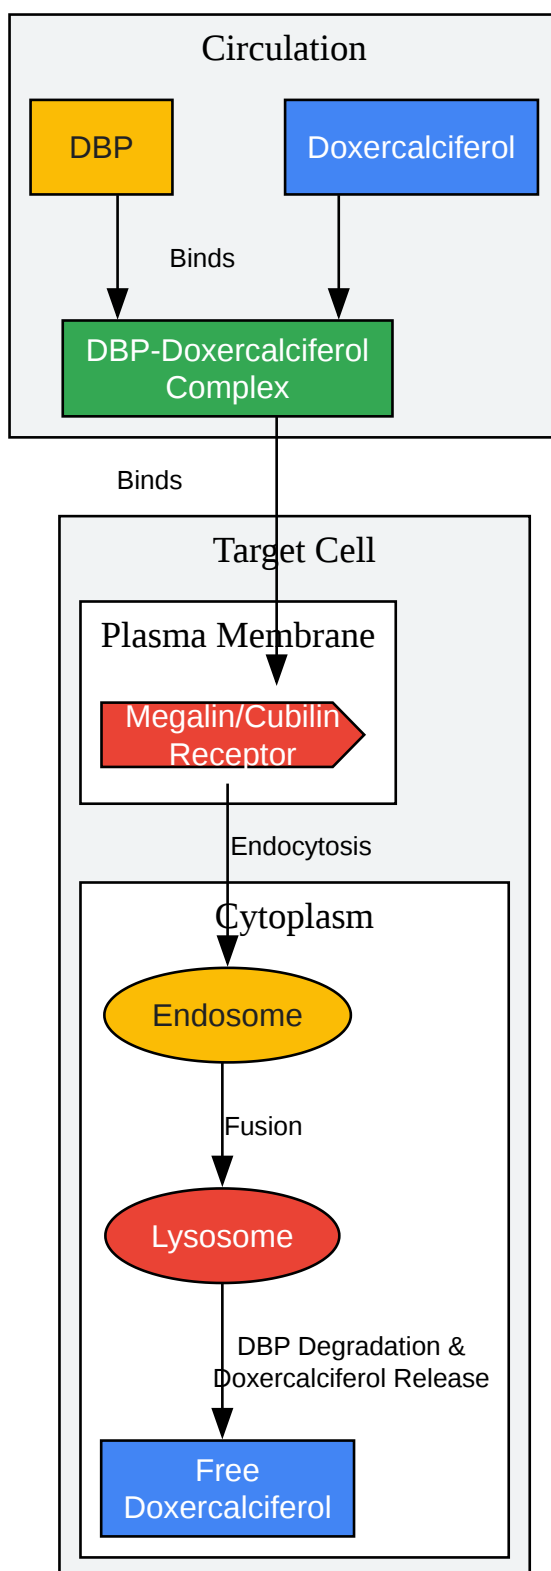 Circulation
DBP
Doxercalciferol
Binds
DBP-Doxercalciferol
Complex
Binds
Target Cell
Plasma Membrane
Megalin/Cubilin
Receptor
Endocytosis
Cytoplasm
Endosome
Fusion
Lysosome
DBP Degradation &
Doxercalciferol Release
Free
Doxercalciferol